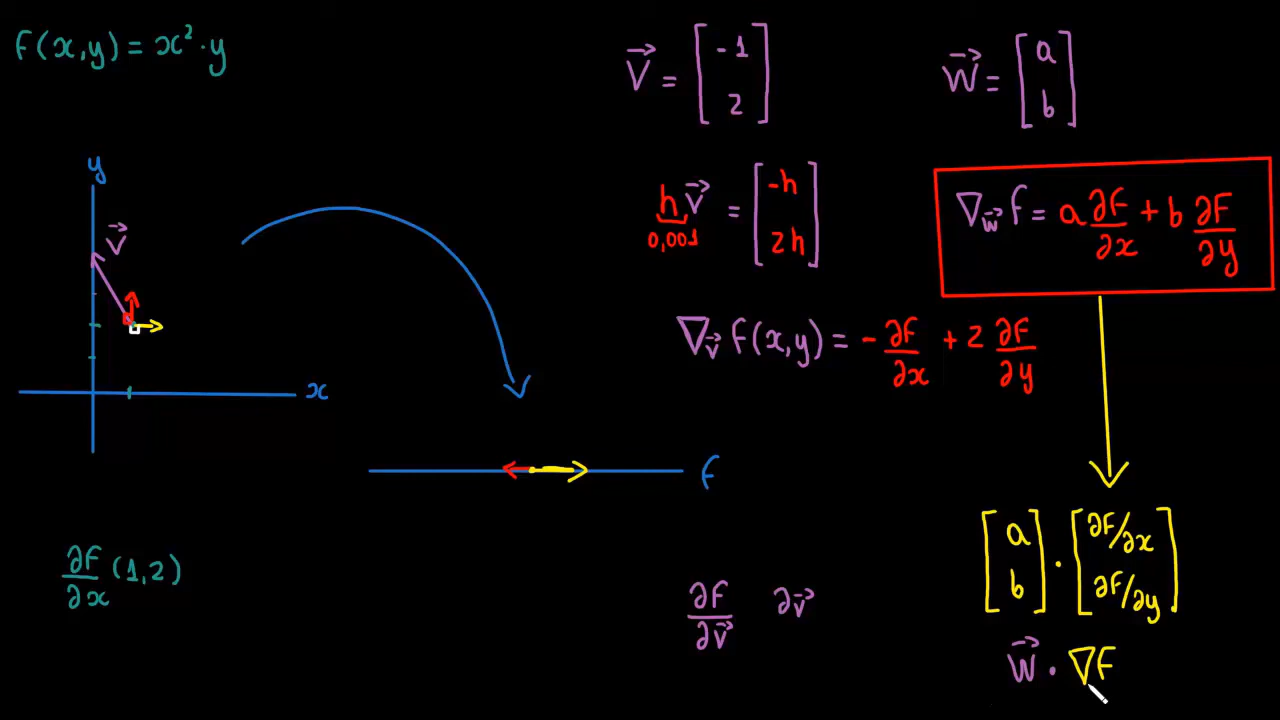 f(x,y) = x²·y
V⃗ = [-1 2]
W⃗ = [a b]
y
V⃗
x
hV⃗ = [-h 2h]
0,001
∇w⃗ f = a ∂F/∂x + b ∂F/∂y
∇v⃗ f(x,y) = - ∂F/∂x + 2 ∂F/∂y
f
[a b] · [∂F/∂x ∂F/∂y]
∂F/∂x (1,2)
∂F/∂v⃗ ∂v⃗
W⃗ · ∇F